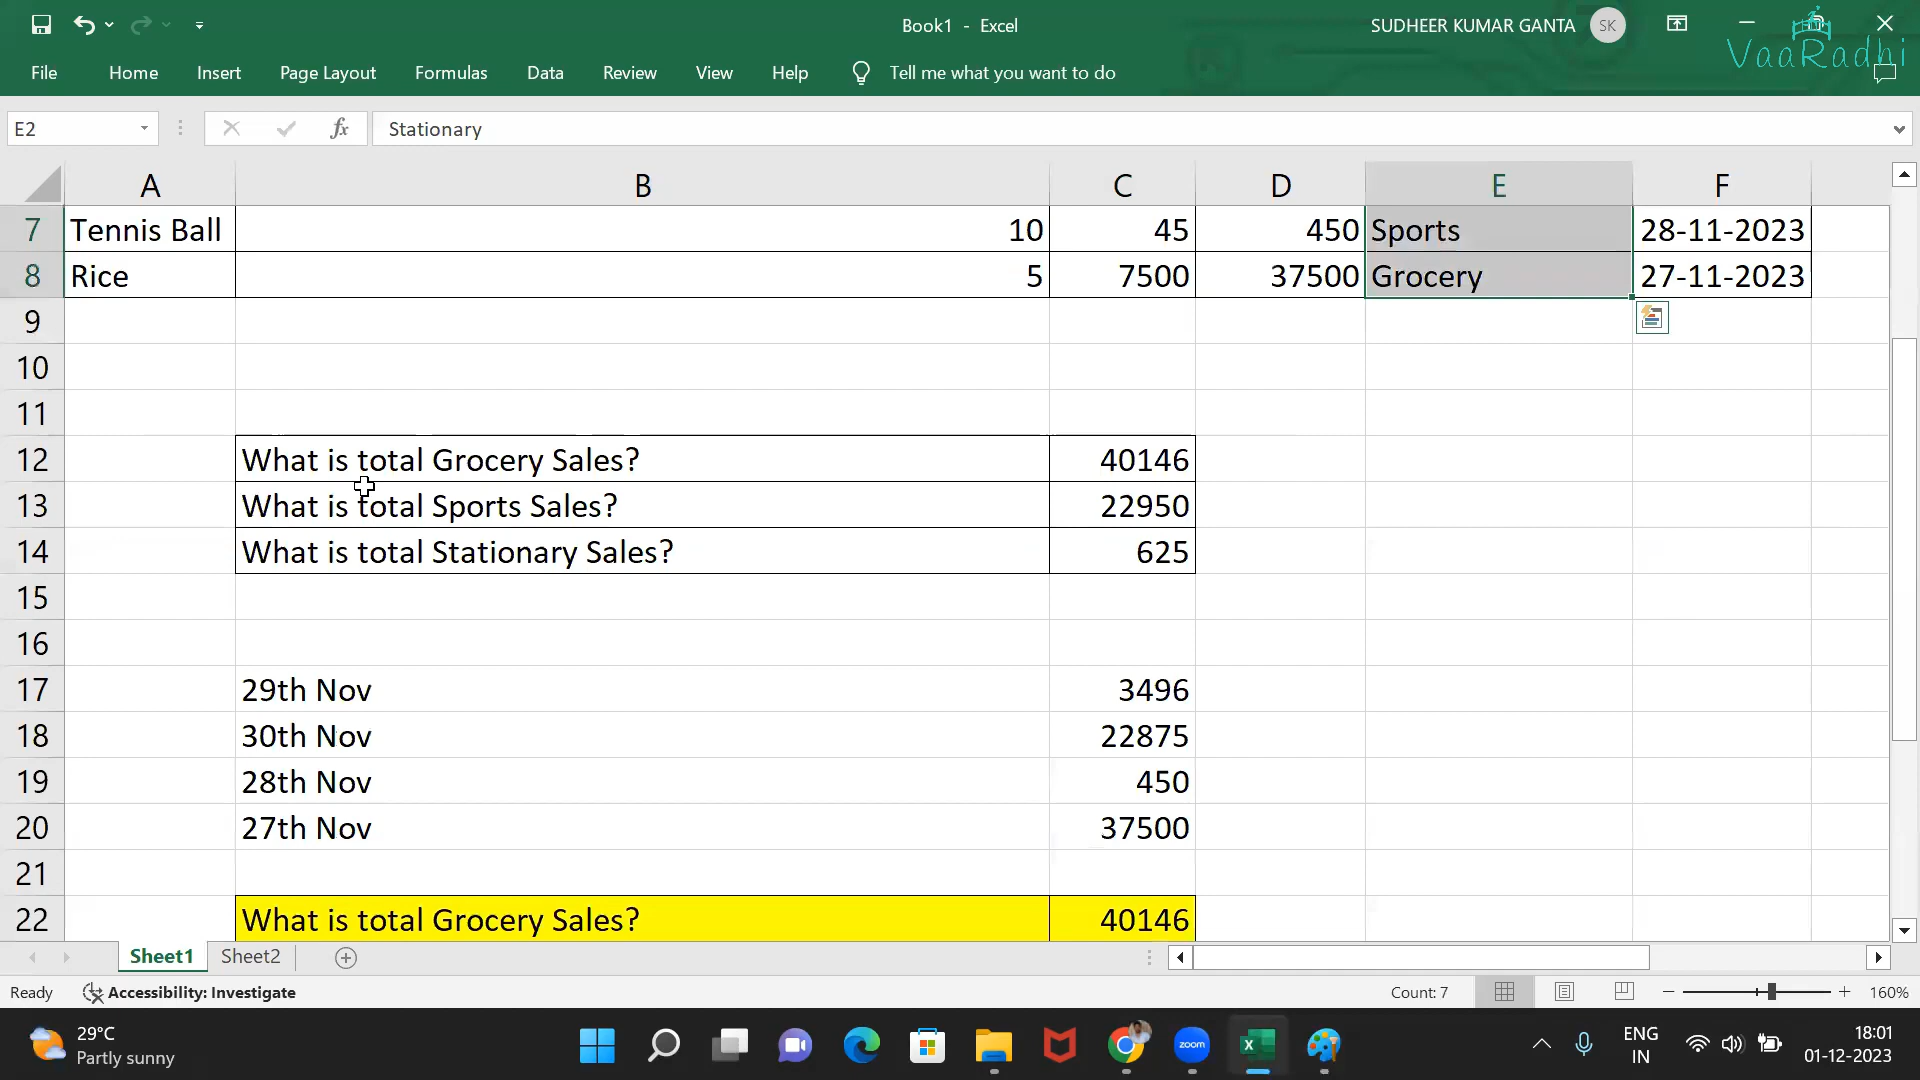 Book1 - Excel
SUDHEER KUMAR GANTA
SK
VaaRadhi
File Home Insert Page Layout Formulas Data Review View Help Tell me what you want to do
E2
fx
Stationary
A B C D E F
7 Tennis Ball 10 45 450 Sports 28-11-2023
8 Rice 5 7500 37500 Grocery 27-11-2023
9
10
11
12 What is total Grocery Sales? 40146
13 What is total Sports Sales? 22950
14 What is total Stationary Sales? 625
15
16
17 29th Nov 3496
18 30th Nov 22875
19 28th Nov 450
20 27th Nov 37500
21
22 What is total Grocery Sales? 40146
Sheet1 Sheet2
Ready Accessibility: Investigate Count: 7 160%
29°C
Partly sunny
zoom
ENG
IN
18:01
01-12-2023